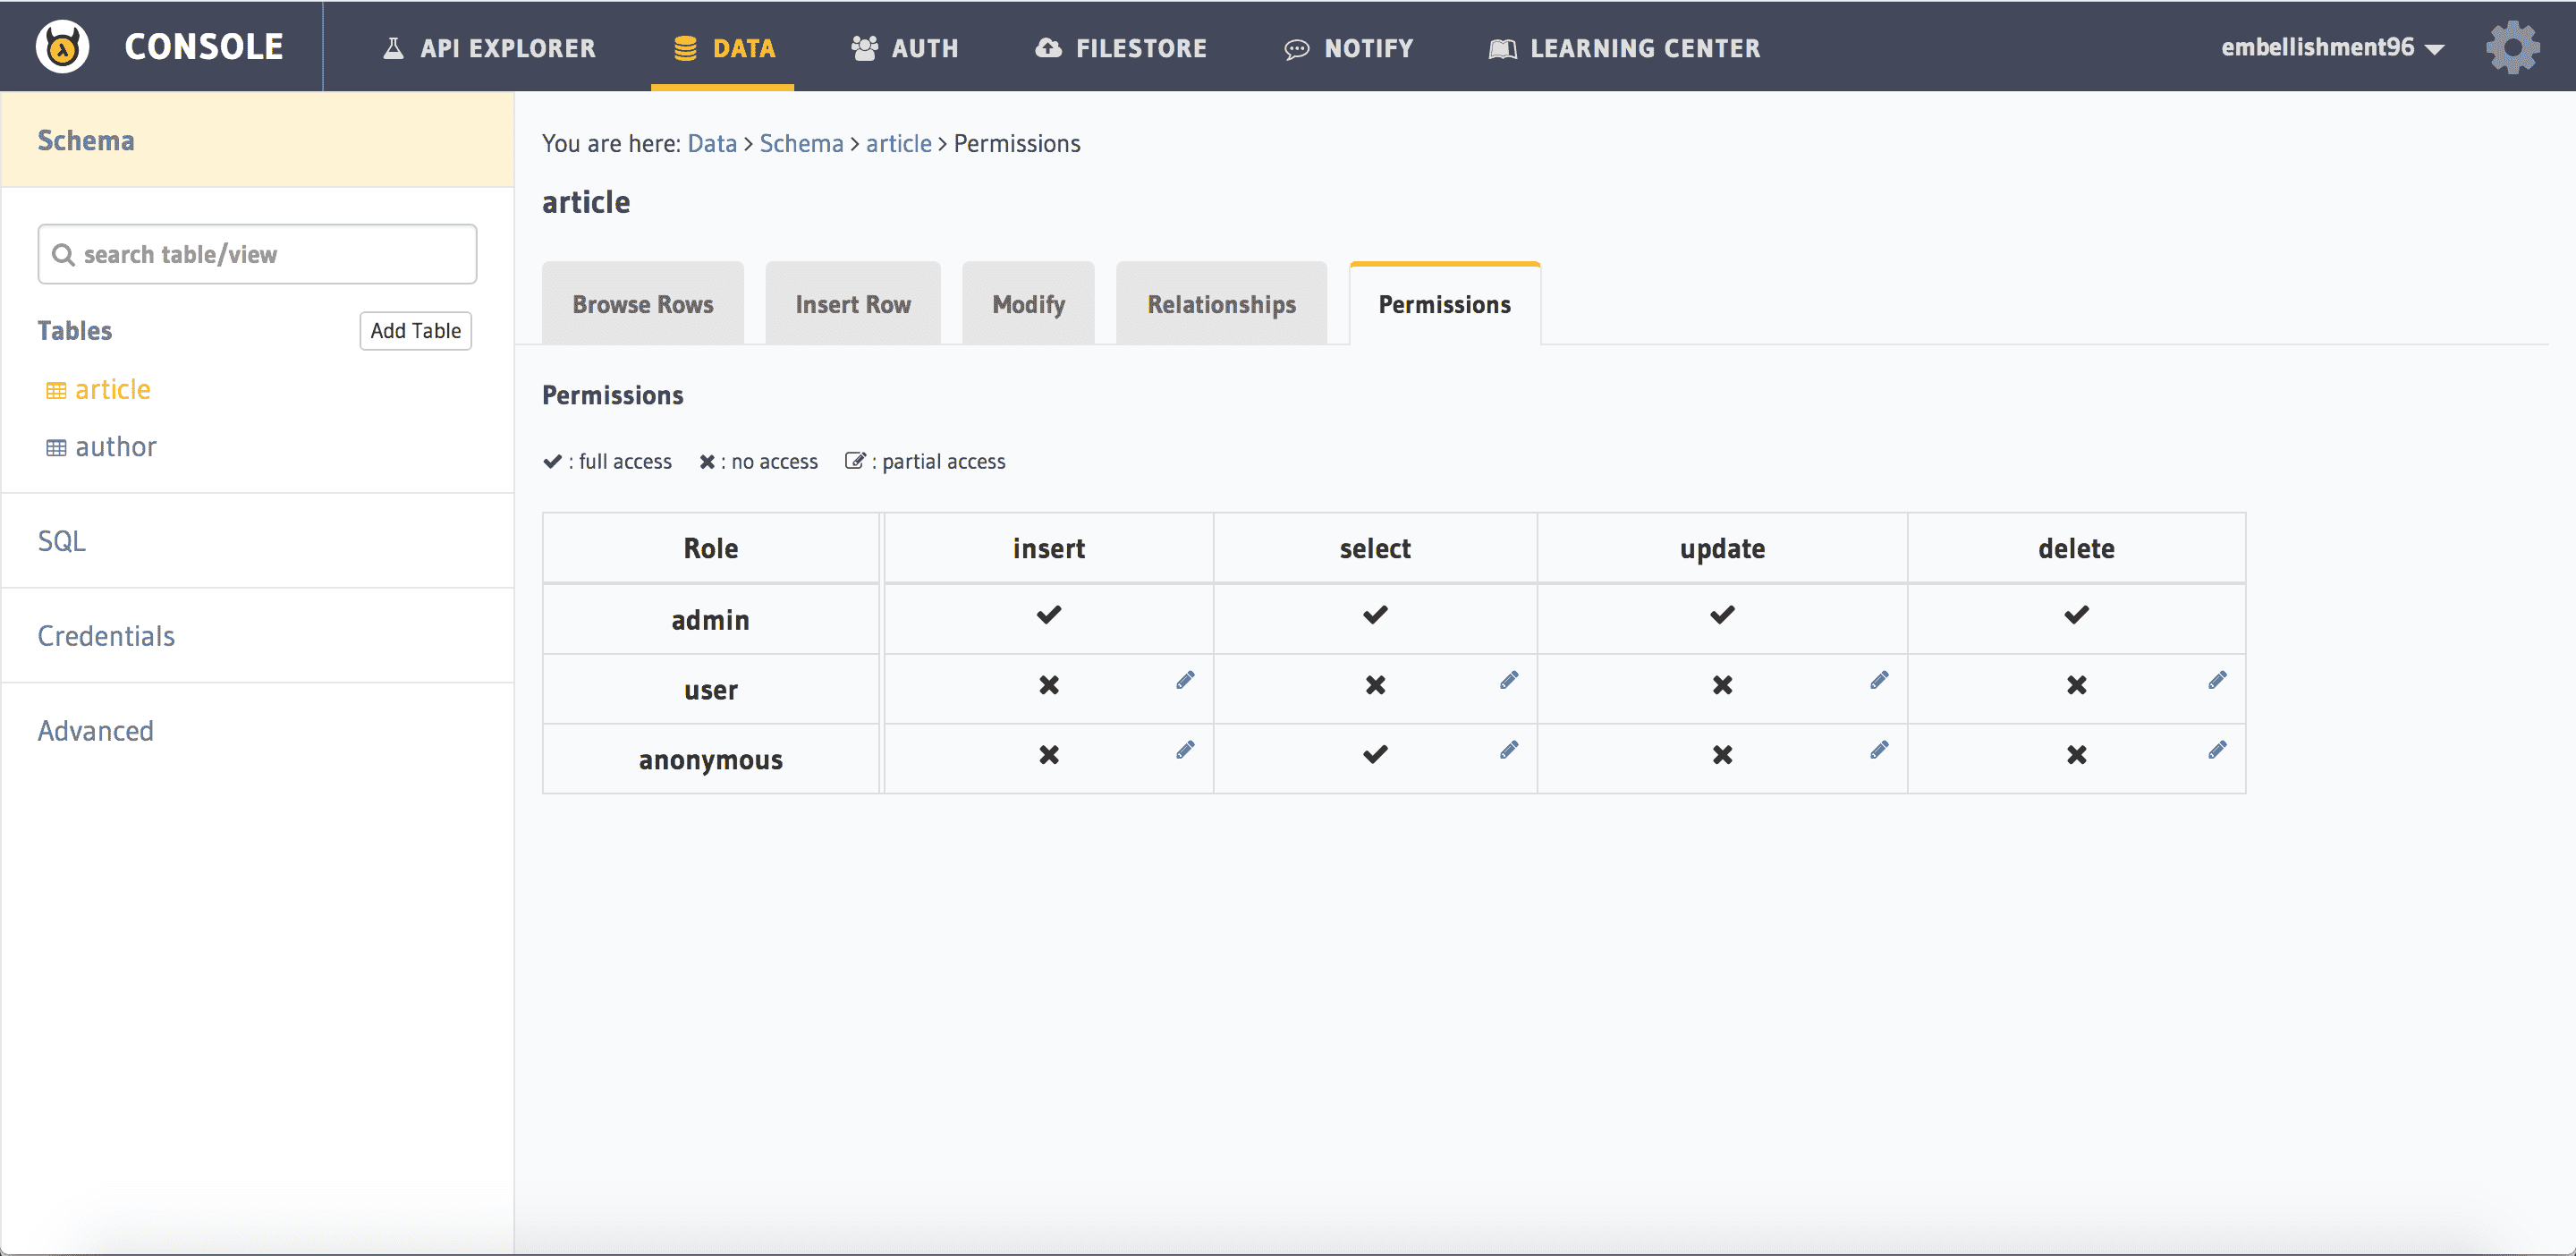 CONSOLE
API EXPLORER
DATA
AUTH
FILESTORE
NOTIFY
LEARNING CENTER
embellishment96
Schema
search table/view
Tables
Add Table
article
author
SQL
Credentials
Advanced
You are here: Data > Schema > article > Permissions
article
Browse Rows
Insert Row
Modify
Relationships
Permissions
Permissions
: full access : no access : partial access
Role insert select update delete
admin
user
anonymous